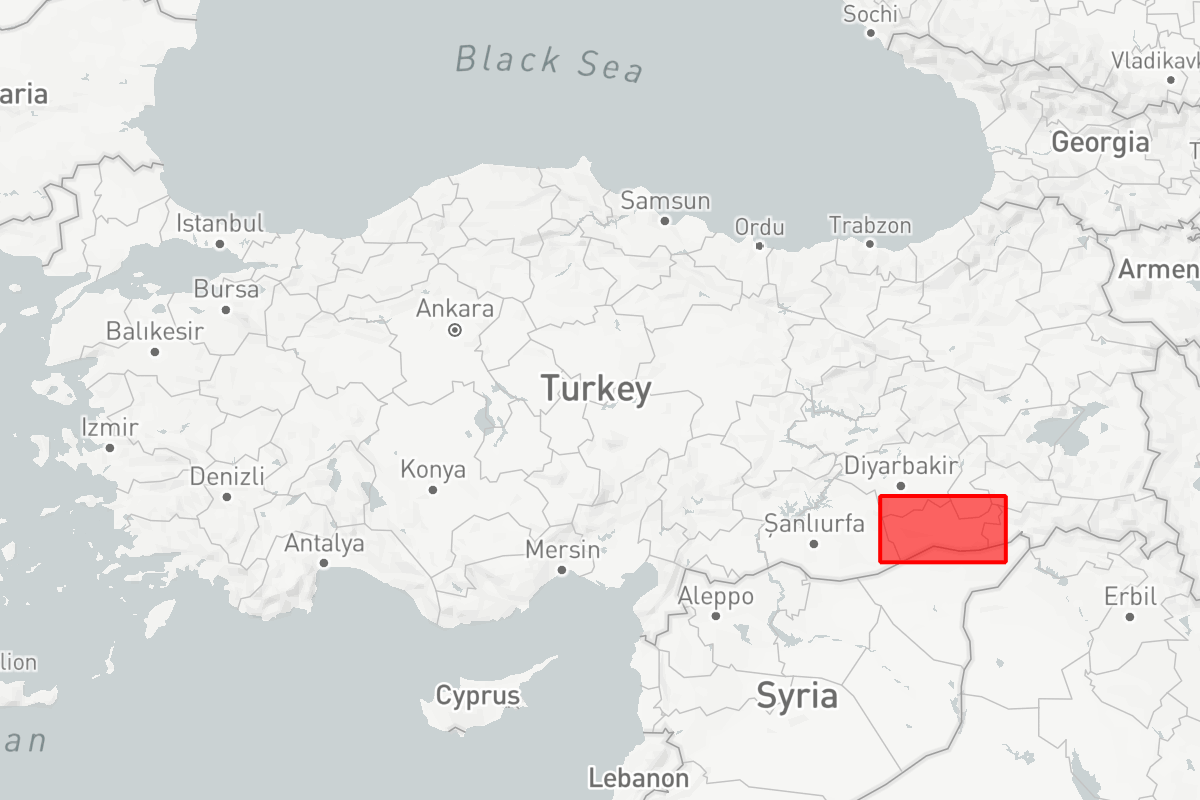 Sochi
Black Sea
Vladikavk
aria
Georgia
T
Samsun
Istanbul
Ordu
Trabzon
Armen
Bursa
Ankara
Balıkesir
Turkey
Izmir
Diyarbakir
Denizli
Konya
Şanlıurfa
Antalya
Mersin
Aleppo
Erbil
lion
Cyprus
Syria
an
Lebanon